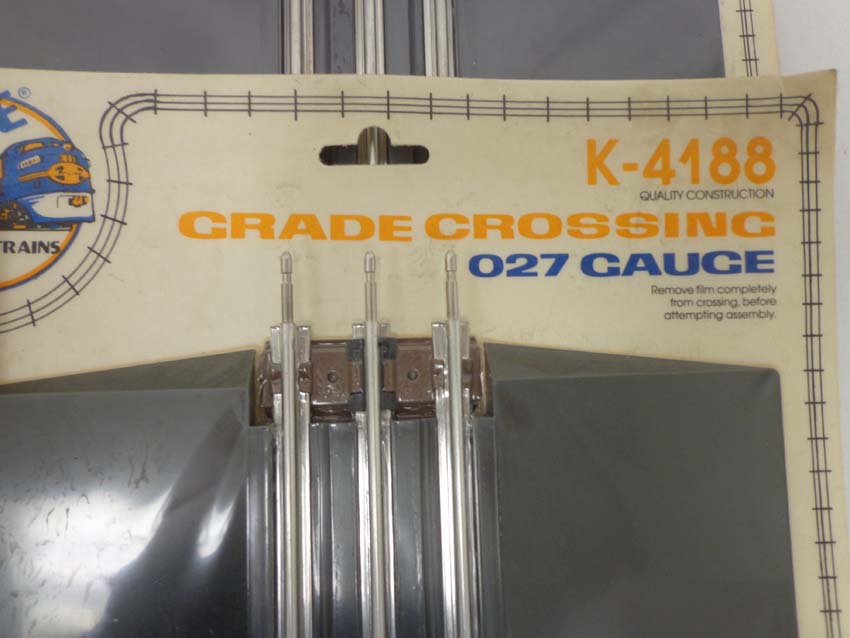 E®
TRAINS
K-4188
QUALITY CONSTRUCTION
GRADE CROSSING
027 GAUGE
Remove film completely
from crossing, before
attempting assembly.